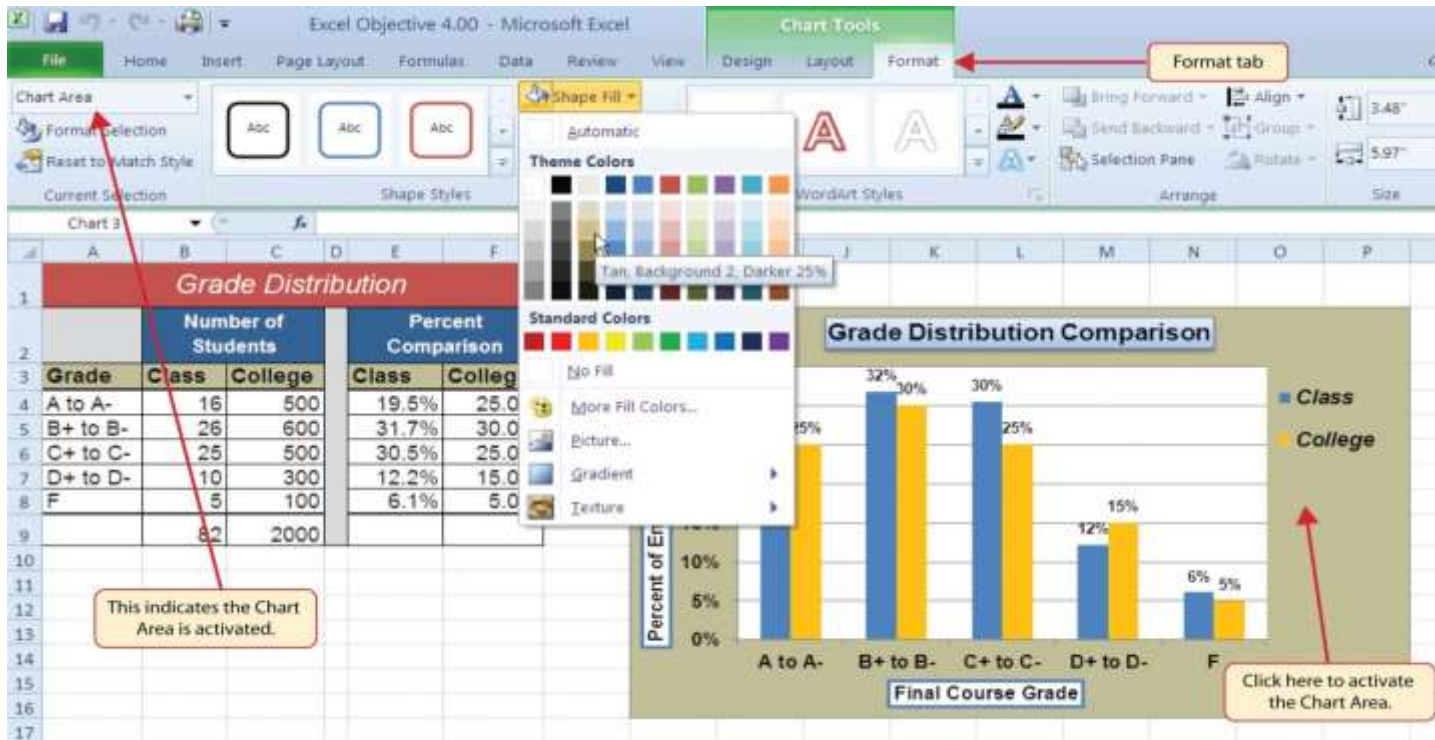 Excel Objective 4.00 - Microsoft Excel
Chart Tools
File Home Insert Page Layout Formulas Data Review View Design Layout Format
Format tab
Chart Area
Format Selection
Reset to Match Style
Current Selection
Abc Abc Abc
Shape Styles
Shape Fill
Automatic
Theme Colors
Tan, Background 2, Darker 25%
Standard Colors
No Fill
More Fill Colors...
Picture...
Gradient
Texture
A A A
WordArt Styles
Bring Forward
Send Backward
Selection Pane
Align
Group
Rotate
Arrange
3.48"
5.97"
Size
Chart 3 fx
A B C D E F J K L M N O P
1 Grade Distribution
2 Number of Students Percent Comparison
3 Grade Class College Class Colleg
4 A to A- 16 500 19.5% 25.0
5 B+ to B- 26 600 31.7% 30.0
6 C+ to C- 25 500 30.5% 25.0
7 D+ to D- 10 300 12.2% 15.0
8 F 5 100 6.1% 5.0
9 82 2000
10
11
12
13
14
15
16
17
This indicates the Chart
Area is activated.
Grade Distribution Comparison
32% 30% 30%
25% 25%
15%
12%
6% 5%
10%
5%
0%
Percent of En
A to A- B+ to B- C+ to C- D+ to D- F
Final Course Grade
Class
College
Click here to activate
the Chart Area.